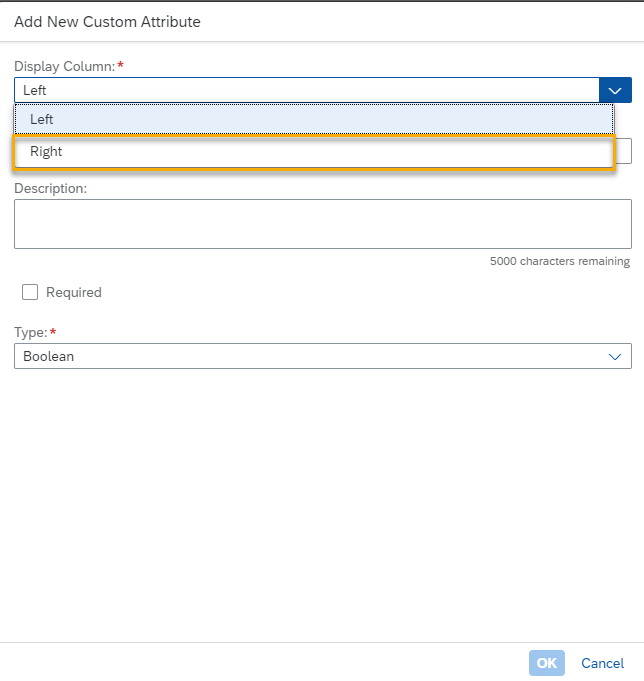 Add New Custom Attribute
Display Column:*
Left
Left
Right
Description:
5000 characters remaining
Required
Type:*
Boolean
OK Cancel